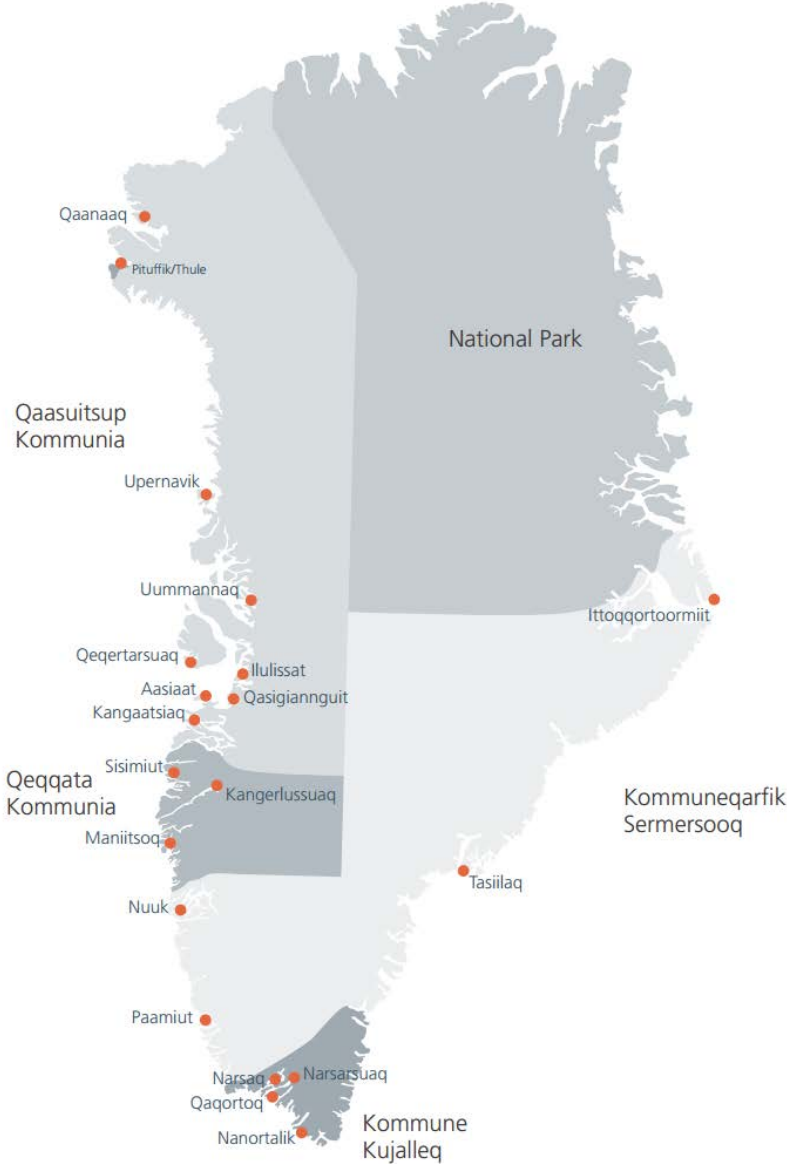 Qaanaaq
Pituffik/Thule
National Park
Qaasuitsup
Kommunia
Upernavik
Uummannaq
Ittoqqortoormiit
Qeqertarsuaq
Ilulissat
Aasiaat
Qasigiannguit
Kangaatsiaq
Sisimiut
Qeqqata
Kommunia
Kangerlussuaq
Kommuneqarfik
Sermersooq
Maniitsoq
Tasiilaq
Nuuk
Paamiut
Narsaq
Narsarsuaq
Qaqortoq
Kommune
Kujalleq
Nanortalik